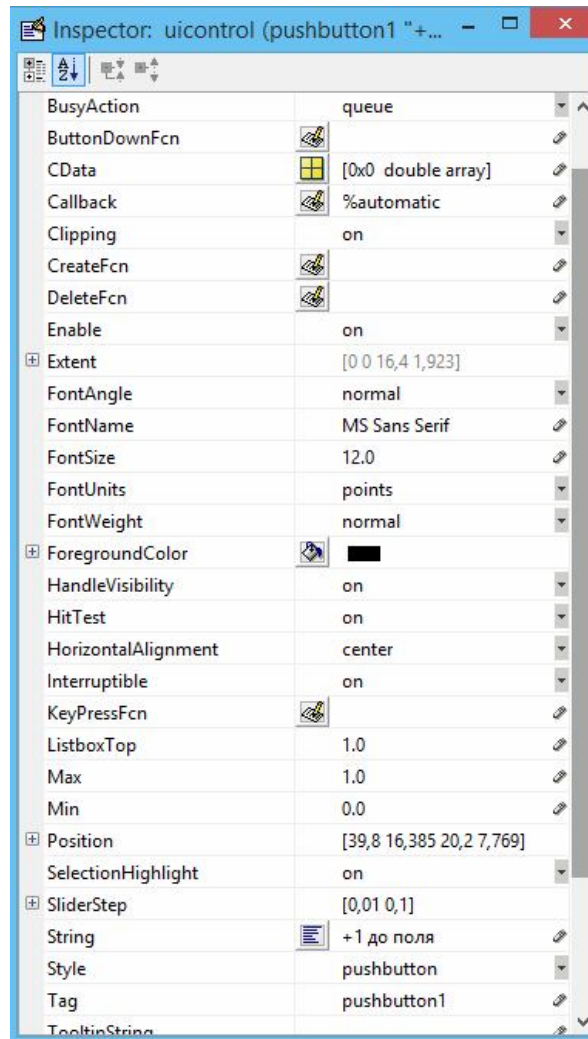 Inspector: uicontrol (pushbutton1 "+...
BusyAction queue
ButtonDownFcn
CData [0x0 double array]
Callback %automatic
Clipping on
CreateFcn
DeleteFcn
Enable on
Extent [0 0 16,4 1,923]
FontAngle normal
FontName MS Sans Serif
FontSize 12.0
FontUnits points
FontWeight normal
ForegroundColor
HandleVisibility on
HitTest on
HorizontalAlignment center
Interruptible on
KeyPressFcn
ListboxTop 1.0
Max 1.0
Min 0.0
Position [39,8 16,385 20,2 7,769]
SelectionHighlight on
SliderStep [0,01 0,1]
String +1 до поля
Style pushbutton
Tag pushbutton1
TooltipString